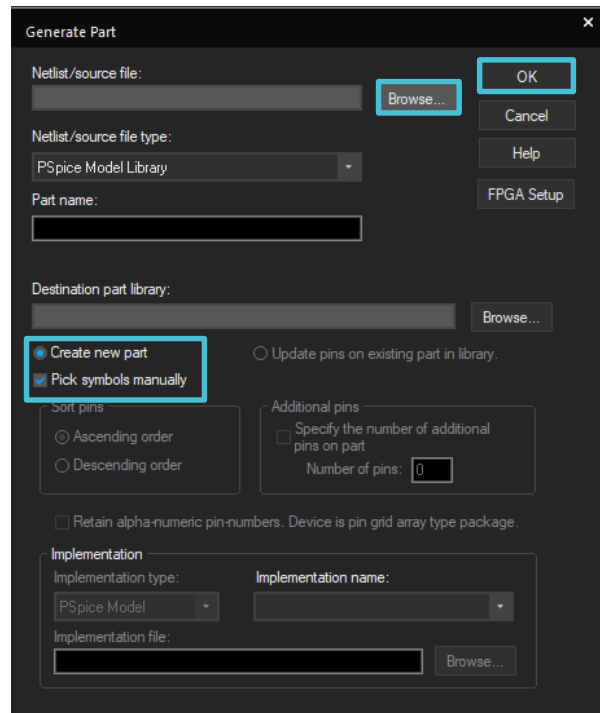 Generate Part
×
Netlist/source file:
Browse...
OK
Cancel
Netlist/source file type:
PSpice Model Library
Help
Part name:
FPGA Setup
Destination part library:
Browse...
Create new part
Update pins on existing part in library.
Pick symbols manually
Sort pins
Ascending order
Descending order
Additional pins
Specify the number of additional
pins on part
Number of pins: 0
Retain alpha-numeric pin-numbers. Device is pin grid array type package.
Implementation
Implementation type:
Implementation name:
PSpice Model
Implementation file:
Browse...